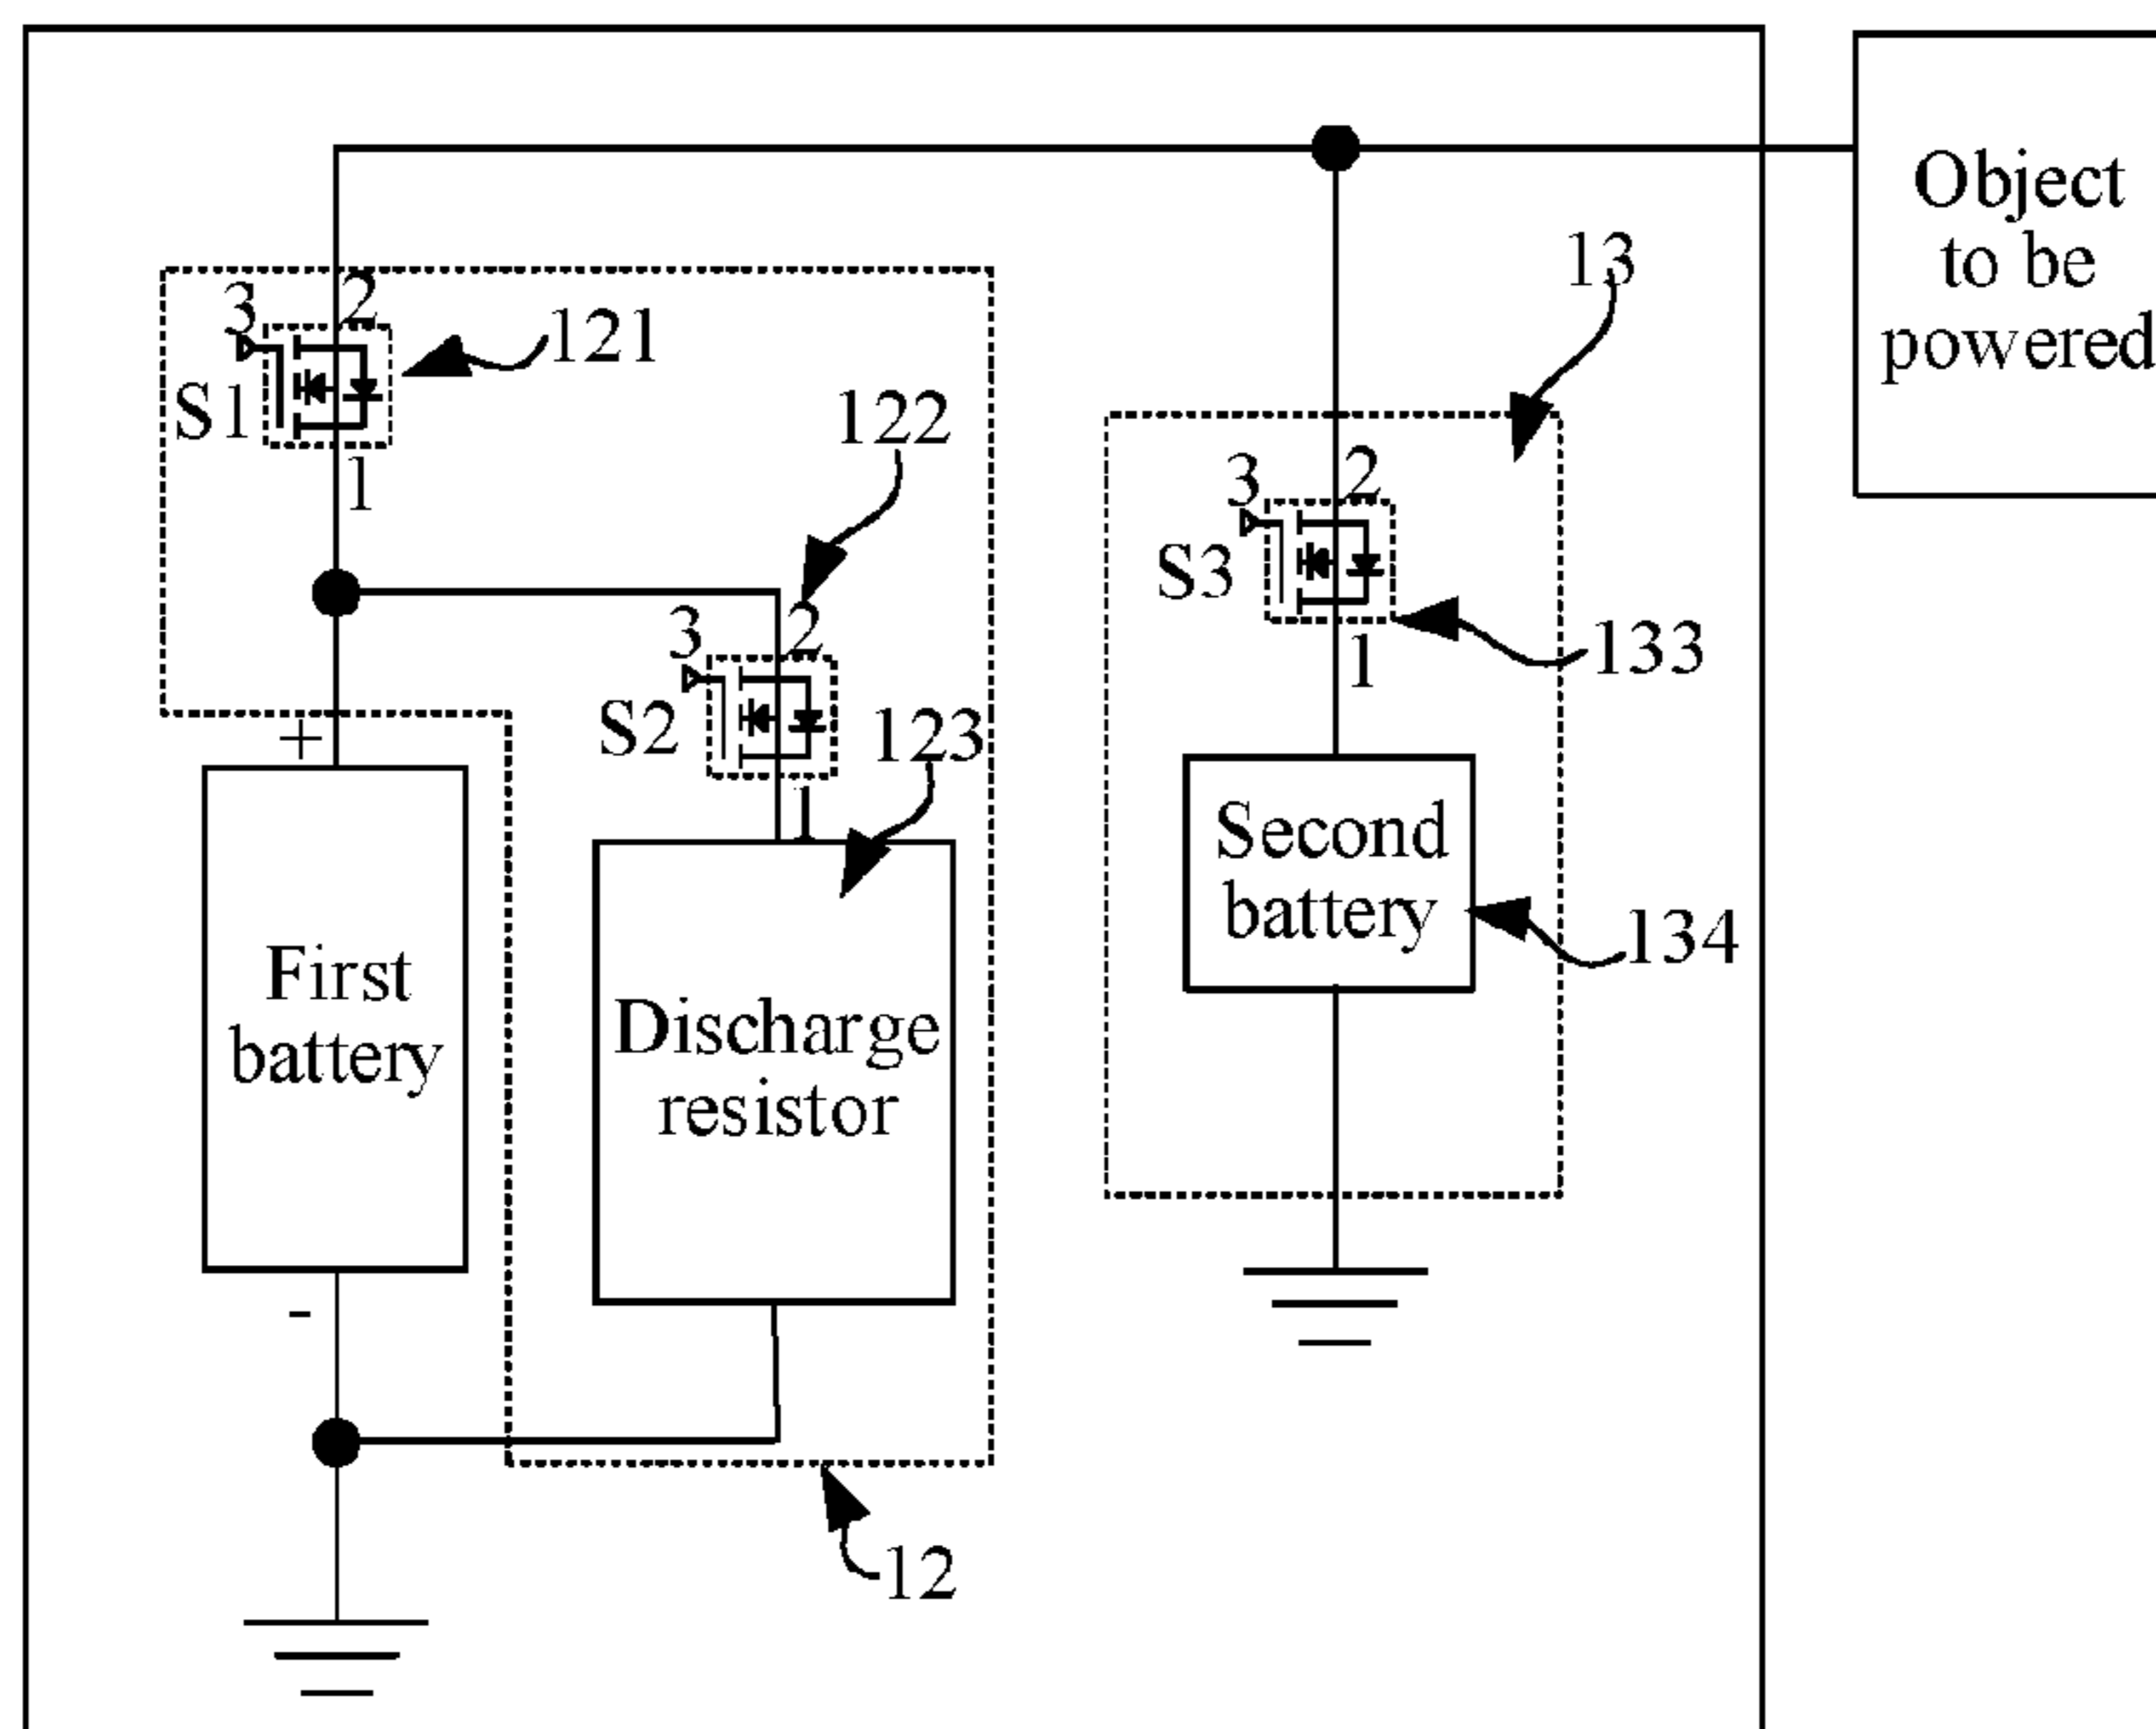 Object
to be
powered
13
3
2
121
S1
1
122
3
2
S3
133
1
3
2
S2
123
1
+
Second
battery
134
First
battery
Discharge
resistor
-
12